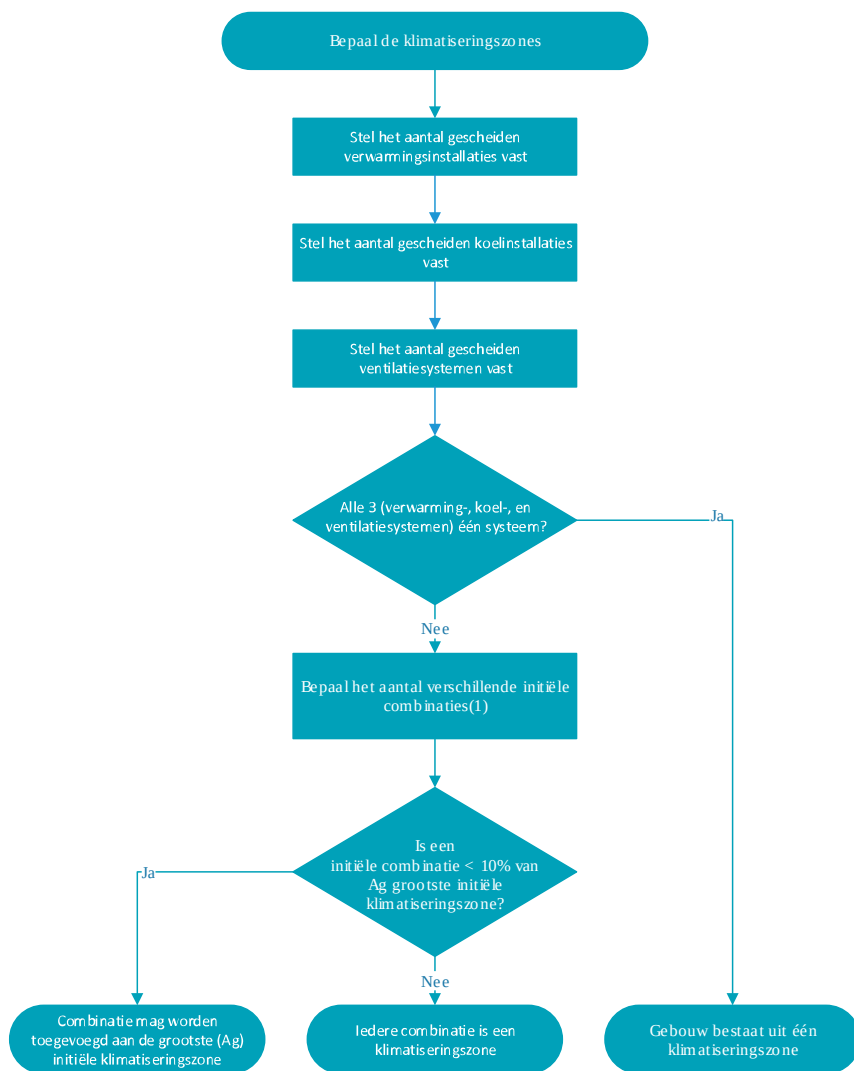 Bepaal de klimatiseringszones
Stel het aantal gescheiden
verwarmingsinstallaties vast
Stel het aantal gescheiden koelinstallaties
vast
Stel het aantal gescheiden
ventilatiesystemen vast
Alle 3 (verwarming-, koel-, en
ventilatiesystemen) één systeem?
Ja
Nee
Bepaal het aantal verschillende initiële
combinaties(1)
Is een
initiële combinatie < 10% van
Ag grootste initiële
klimatiseringszone?
Ja
Nee
Combinatie mag worden
toegevoegd aan de grootste (Ag)
initiële klimatiseringszone
Iedere combinatie is een
klimatiseringszone
Gebouw bestaat uit één
klimatiseringszone